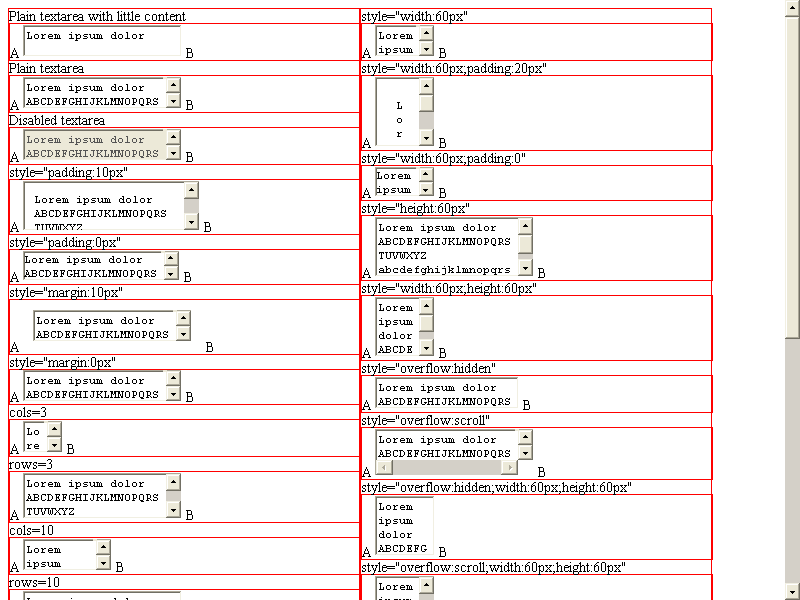 Plain textarea with little content
Lorem ipsum dolor
A B
Plain textarea
Lorem ipsum dolor
ABCDEFGHIJKLMNOPQRS
A B
Disabled textarea
Lorem ipsum dolor
ABCDEFGHIJKLMNOPQRS
A B
style="padding:10px"
Lorem ipsum dolor
ABCDEFGHIJKLMNOPQRS
TUVWXYZ
A B
style="padding:0px"
Lorem ipsum dolor
ABCDEFGHIJKLMNOPQRS
A B
style="margin:10px"
Lorem ipsum dolor
ABCDEFGHIJKLMNOPQRS
A B
style="margin:0px"
Lorem ipsum dolor
ABCDEFGHIJKLMNOPQRS
A B
cols=3
Lo
re
A B
rows=3
Lorem ipsum dolor
ABCDEFGHIJKLMNOPQRS
TUVWXYZ
A B
cols=10
Lorem
ipsum
A B
rows=10
Lorem ipsum dolor
style="width:60px"
Lorem
ipsum
A B
style="width:60px;padding:20px"
L
o
r
A B
style="width:60px;padding:0"
Lorem
ipsum
A B
style="height:60px"
Lorem ipsum dolor
ABCDEFGHIJKLMNOPQRS
TUVWXYZ
abcdefghijklmnopqrs
A B
style="width:60px;height:60px"
Lorem
ipsum
dolor
ABCDE
A B
style="overflow:hidden"
Lorem ipsum dolor
ABCDEFGHIJKLMNOPQRS
A B
style="overflow:scroll"
Lorem ipsum dolor
ABCDEFGHIJKLMNOPQRS
A B
style="overflow:hidden;width:60px;height:60px"
Lorem
ipsum
dolor
ABCDEFG
A B
style="overflow:scroll;width:60px;height:60px"
Lorem